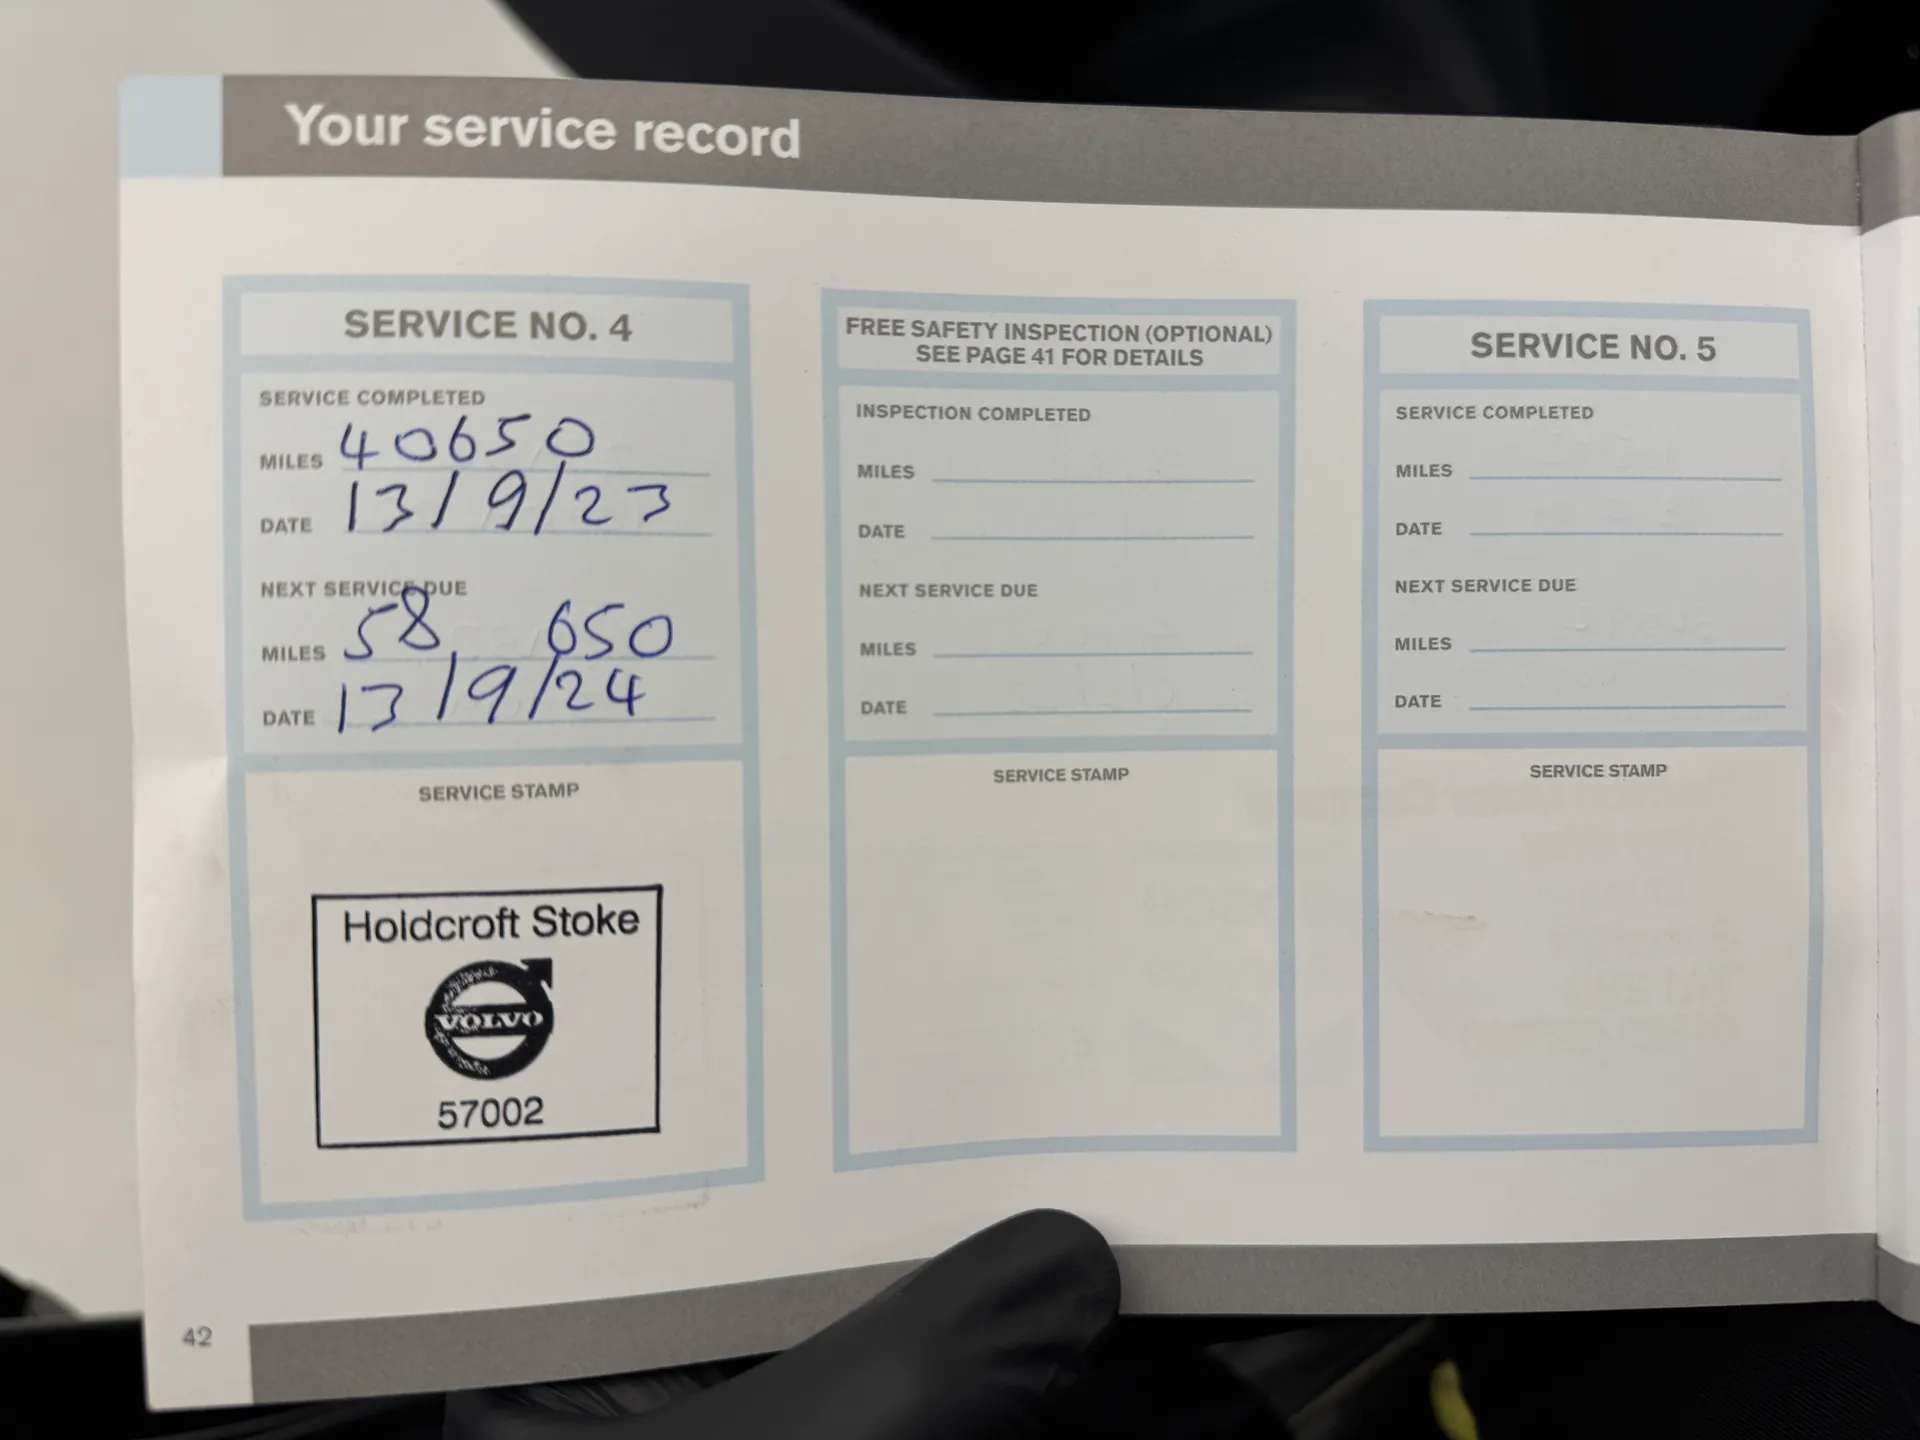 Your service record
SERVICE NO. 4
SERVICE COMPLETED
MILES 40650
DATE 13/9/23
NEXT SERVICE DUE
MILES 58,650
DATE 13/9/24
SERVICE STAMP
Holdcroft Stoke
VOLVO
57002
FREE SAFETY INSPECTION (OPTIONAL)
SEE PAGE 41 FOR DETAILS
INSPECTION COMPLETED
MILES
DATE
NEXT SERVICE DUE
MILES
DATE
SERVICE STAMP
SERVICE NO. 5
SERVICE COMPLETED
MILES
DATE
NEXT SERVICE DUE
MILES
DATE
SERVICE STAMP
42